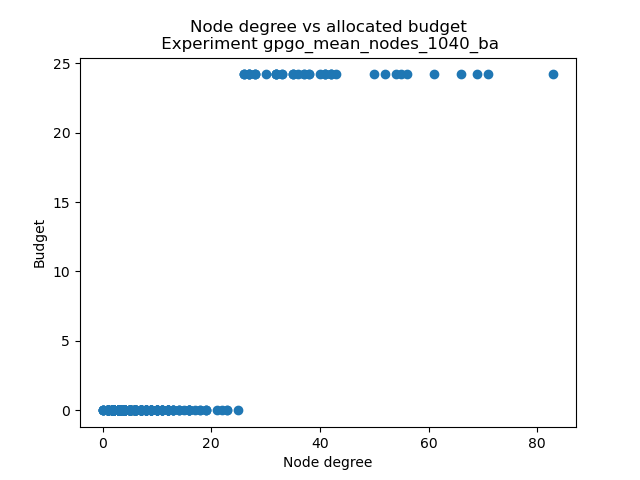 Node degree vs allocated budget
Experiment gpgo_mean_nodes_1040_ba
25
20
15
10
5
0
Budget
0 20 40 60 80
Node degree